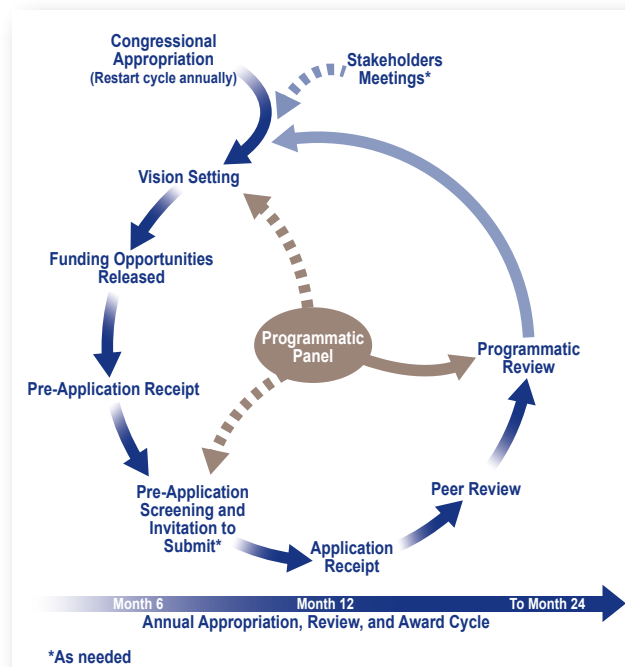 Congressional
Appropriation
(Restart cycle annually)
Stakeholders
Meetings*
Vision Setting
Funding Opportunities
Released
Programmatic
Panel
Programmatic
Review
Pre-Application Receipt
Pre-Application
Screening and
Invitation to
Submit*
Peer Review
Application
Receipt
Month 6
Month 12
To Month 24
Annual Appropriation, Review, and Award Cycle
*As needed